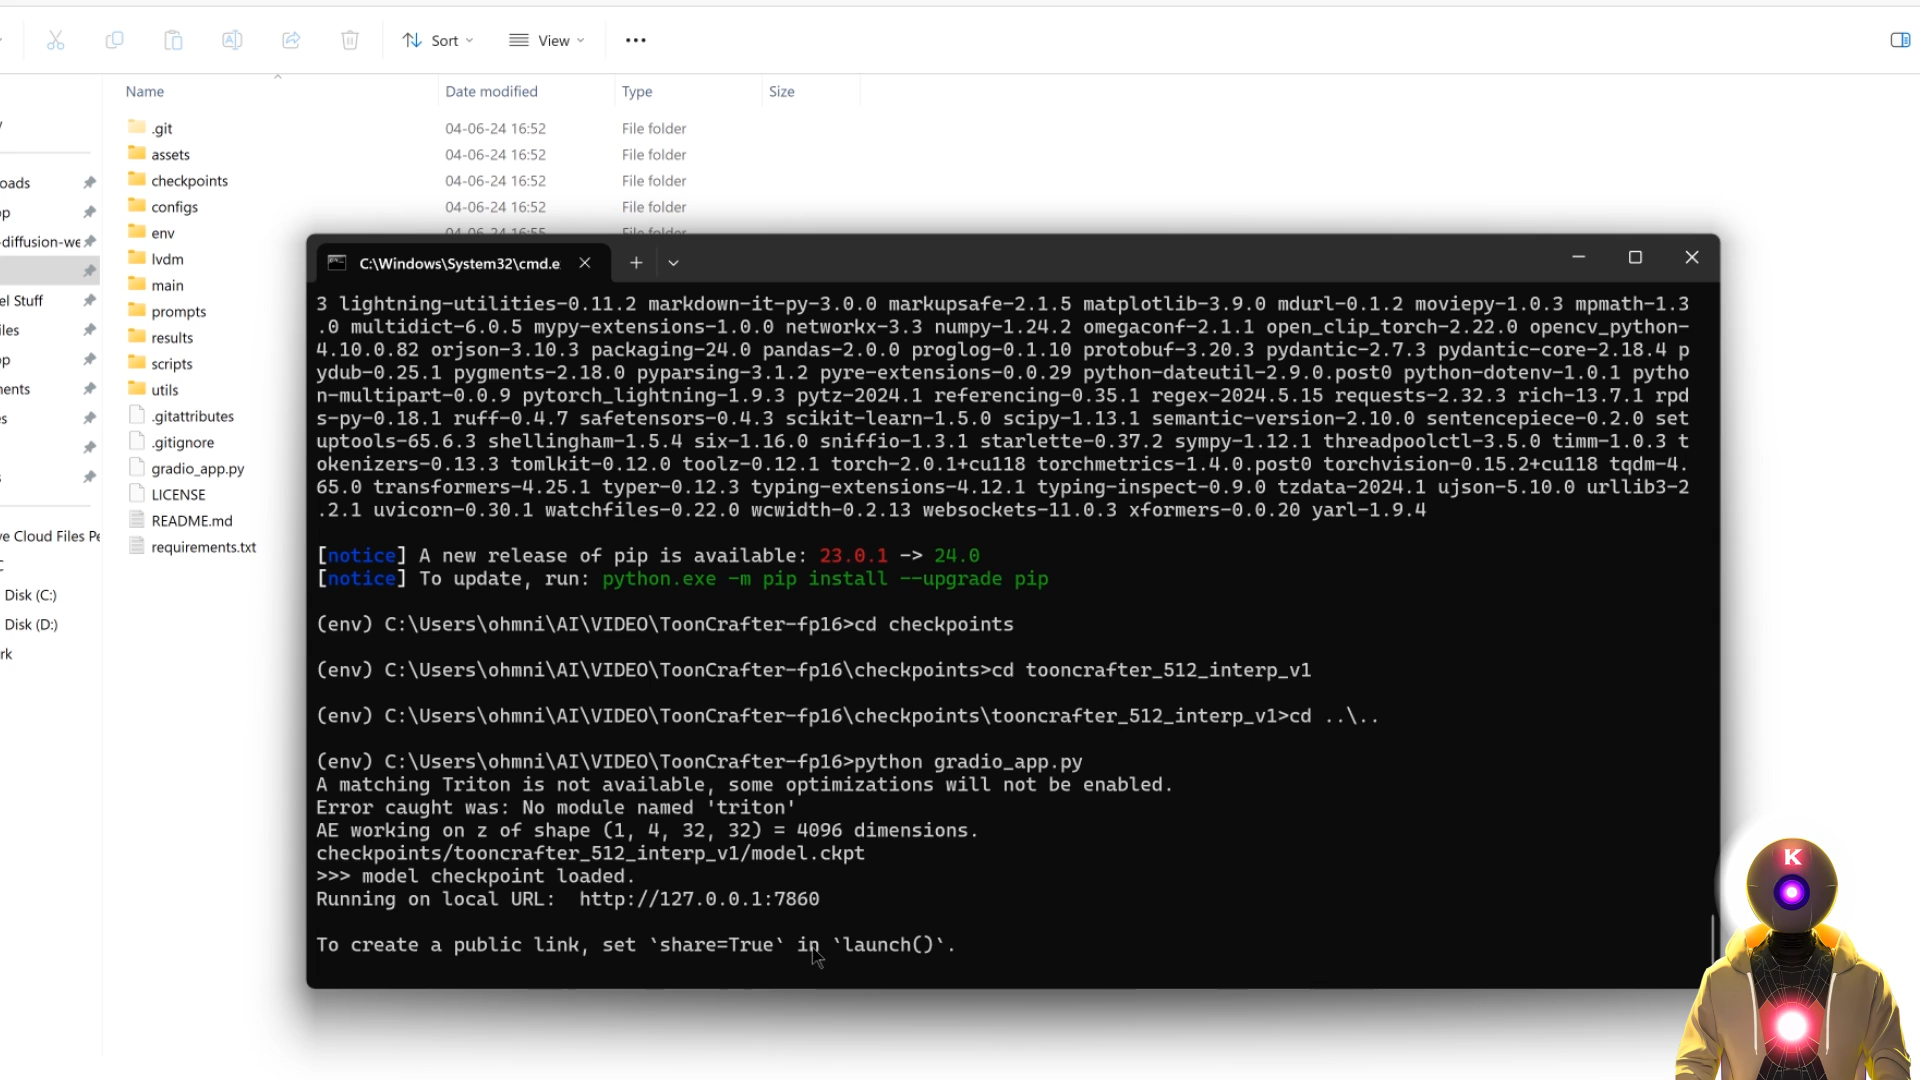 Sort
View
Name
Date modified
Type
Size
.git 04-06-24 16:52 File folder
assets 04-06-24 16:52 File folder
checkpoints 04-06-24 16:52 File folder
configs 04-06-24 16:52 File folder
env 04-06-24 16:55 File folder
lvdm
main
prompts
results
scripts
utils
.gitattributes
.gitignore
gradio_app.py
LICENSE
README.md
requirements.txt
oads
p
-diffusion-we
el Stuff
iles
p
nents
s
ve Cloud Files Pe
C
Disk (C:)
Disk (D:)
rk
C:\Windows\System32\cmd.e
3 lightning-utilities-0.11.2 markdown-it-py-3.0.0 markupsafe-2.1.5 matplotlib-3.9.0 mdurl-0.1.2 moviepy-1.0.3 mpmath-1.3
.0 multidict-6.0.5 mypy-extensions-1.0.0 networkx-3.3 numpy-1.24.2 omegaconf-2.1.1 open_clip_torch-2.22.0 opencv_python-
4.10.0.82 orjson-3.10.3 packaging-24.0 pandas-2.0.0 proglog-0.1.10 protobuf-3.20.3 pydantic-2.7.3 pydantic-core-2.18.4 p
ydub-0.25.1 pygments-2.18.0 pyparsing-3.1.2 pyre-extensions-0.0.29 python-dateutil-2.9.0.post0 python-dotenv-1.0.1 pytho
n-multipart-0.0.9 pytorch_lightning-1.9.3 pytz-2024.1 referencing-0.35.1 regex-2024.5.15 requests-2.32.3 rich-13.7.1 rpd
s-py-0.18.1 ruff-0.4.7 safetensors-0.4.3 scikit-learn-1.5.0 scipy-1.13.1 semantic-version-2.10.0 sentencepiece-0.2.0 set
uptools-65.6.3 shellingham-1.5.4 six-1.16.0 sniffio-1.3.1 starlette-0.37.2 sympy-1.12.1 threadpoolctl-3.5.0 timm-1.0.3 t
okenizers-0.13.3 tomlkit-0.12.0 toolz-0.12.1 torch-2.0.1+cu118 torchmetrics-1.4.0.post0 torchvision-0.15.2+cu118 tqdm-4.
65.0 transformers-4.25.1 typer-0.12.3 typing-extensions-4.12.1 typing-inspect-0.9.0 tzdata-2024.1 ujson-5.10.0 urllib3-2
.2.1 uvicorn-0.30.1 watchfiles-0.22.0 wcwidth-0.2.13 websockets-11.0.3 xformers-0.0.20 yarl-1.9.4
[notice] A new release of pip is available: 23.0.1 -> 24.0
[notice] To update, run: python.exe -m pip install --upgrade pip
(env) C:\Users\ohmni\AI\VIDEO\ToonCrafter-fp16>cd checkpoints
(env) C:\Users\ohmni\AI\VIDEO\ToonCrafter-fp16\checkpoints>cd tooncrafter_512_interp_v1
(env) C:\Users\ohmni\AI\VIDEO\ToonCrafter-fp16\checkpoints\tooncrafter_512_interp_v1>cd ..\..
(env) C:\Users\ohmni\AI\VIDEO\ToonCrafter-fp16>python gradio_app.py
A matching Triton is not available, some optimizations will not be enabled.
Error caught was: No module named 'triton'
AE working on z of shape (1, 4, 32, 32) = 4096 dimensions.
checkpoints/tooncrafter_512_interp_v1/model.ckpt
>>> model checkpoint loaded.
Running on local URL:  http://127.0.0.1:7860
To create a public link, set `share=True` in `launch()`.
K